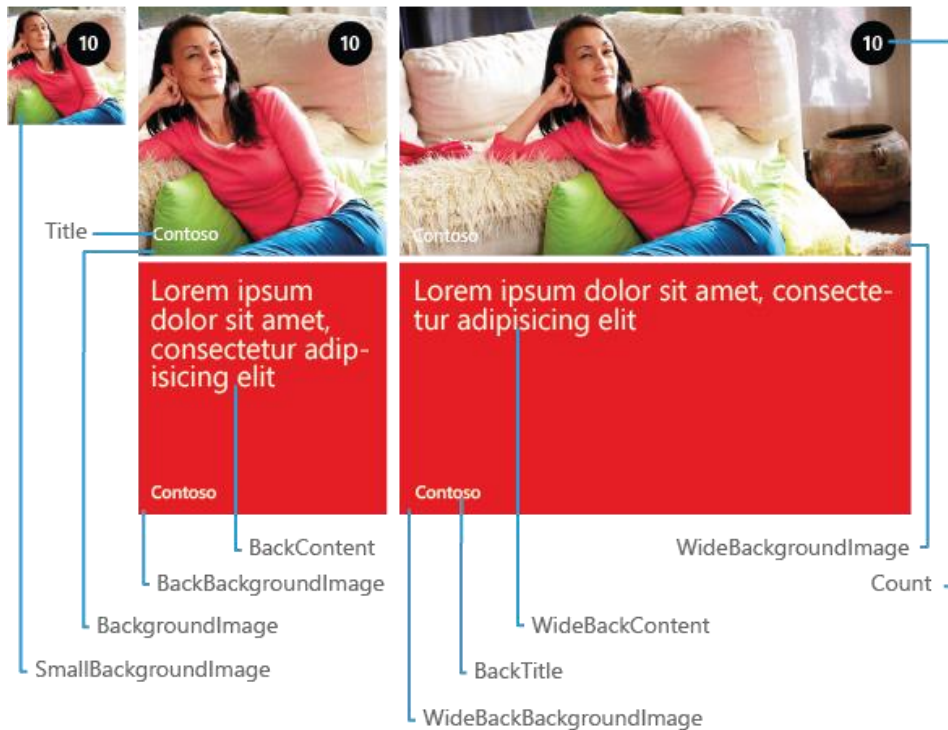 10
10
10
Title
Contoso
Contoso
Lorem ipsum
dolor sit amet,
consectetur adip-
isicing elit
Lorem ipsum dolor sit amet, consecte-
tur adipisicing elit
Contoso
Contoso
BackContent
WideBackgroundImage
BackBackgroundImage
Count
BackgroundImage
WideBackContent
SmallBackgroundImage
BackTitle
WideBackBackgroundImage